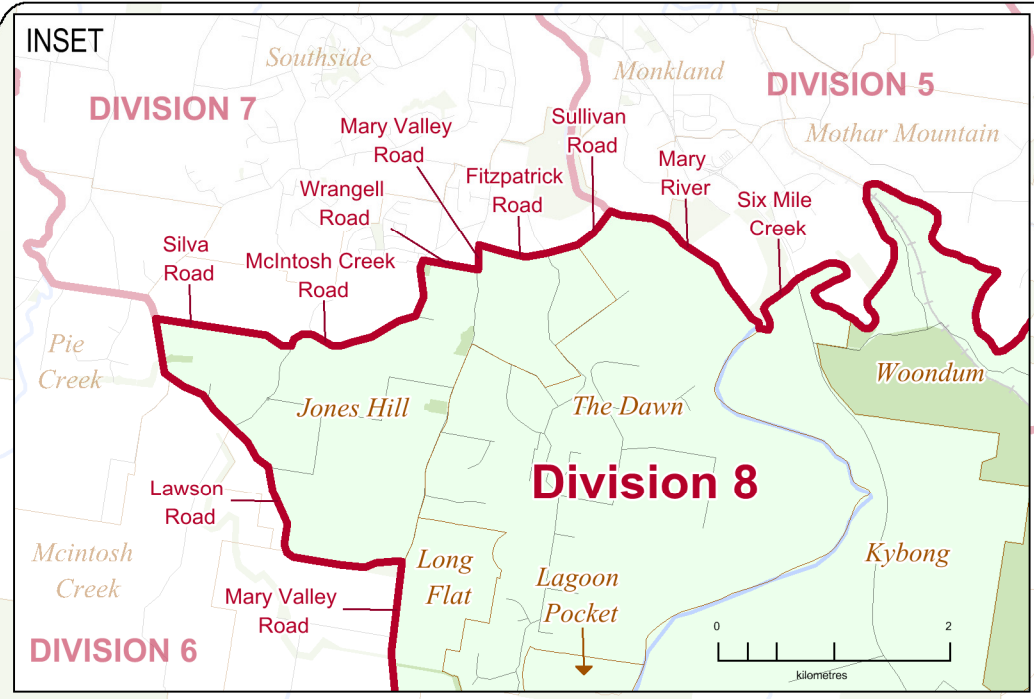 INSET
Southside
Monkland
DIVISION 5
DIVISION 7
Mothar Mountain
Mary Valley
Road
Sullivan
Road
Wrangell
Road
Fitzpatrick
Road
Mary
River
Six Mile
Creek
Silva
Road
McIntosh Creek
Road
Pie
Creek
Woondum
Jones Hill
The Dawn
Division 8
Lawson
Road
Mcintosh
Creek
Long
Flat
Kybong
Lagoon
Pocket
Mary Valley
Road
DIVISION 6
0
2
kilometres